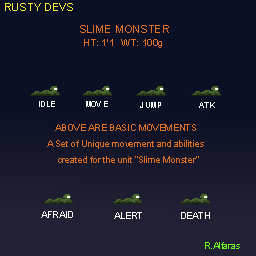 RUSTY DEVS
SLIME MONSTER
HT: 1'1 WT: 100g
IDLE MOVE JUMP ATK
ABOVE ARE BASIC MOVEMENTS
A Set of Unique movement and abilities
created for the unit "Slime Monster"
AFRAID ALERT DEATH
R.Alfaras